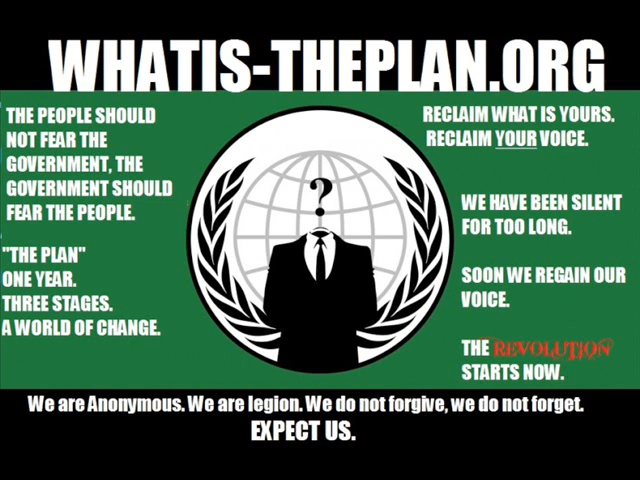 WHATIS-THEPLAN.ORG
THE PEOPLE SHOULD
NOT FEAR THE
GOVERNMENT, THE
GOVERNMENT SHOULD
FEAR THE PEOPLE.
"THE PLAN"
ONE YEAR.
THREE STAGES.
A WORLD OF CHANGE.
?
RECLAIM WHAT IS YOURS.
RECLAIM YOUR VOICE.
WE HAVE BEEN SILENT
FOR TOO LONG.
SOON WE REGAIN OUR
VOICE.
THE REVOLUTION
STARTS NOW.
We are Anonymous. We are legion. We do not forgive, we do not forget.
EXPECT US.